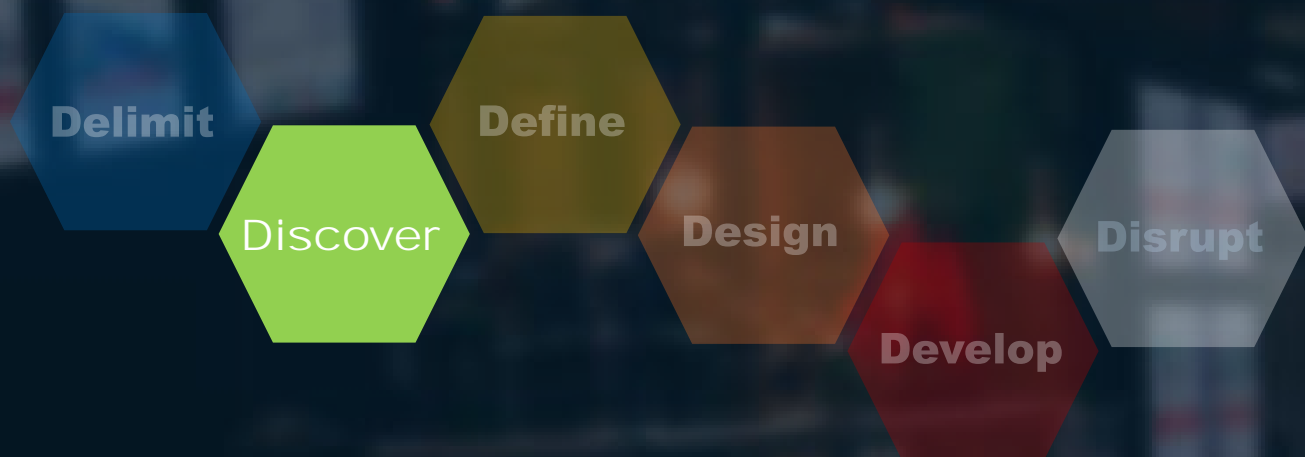 Delimit
Discover
Define
Design
Develop
Disrupt